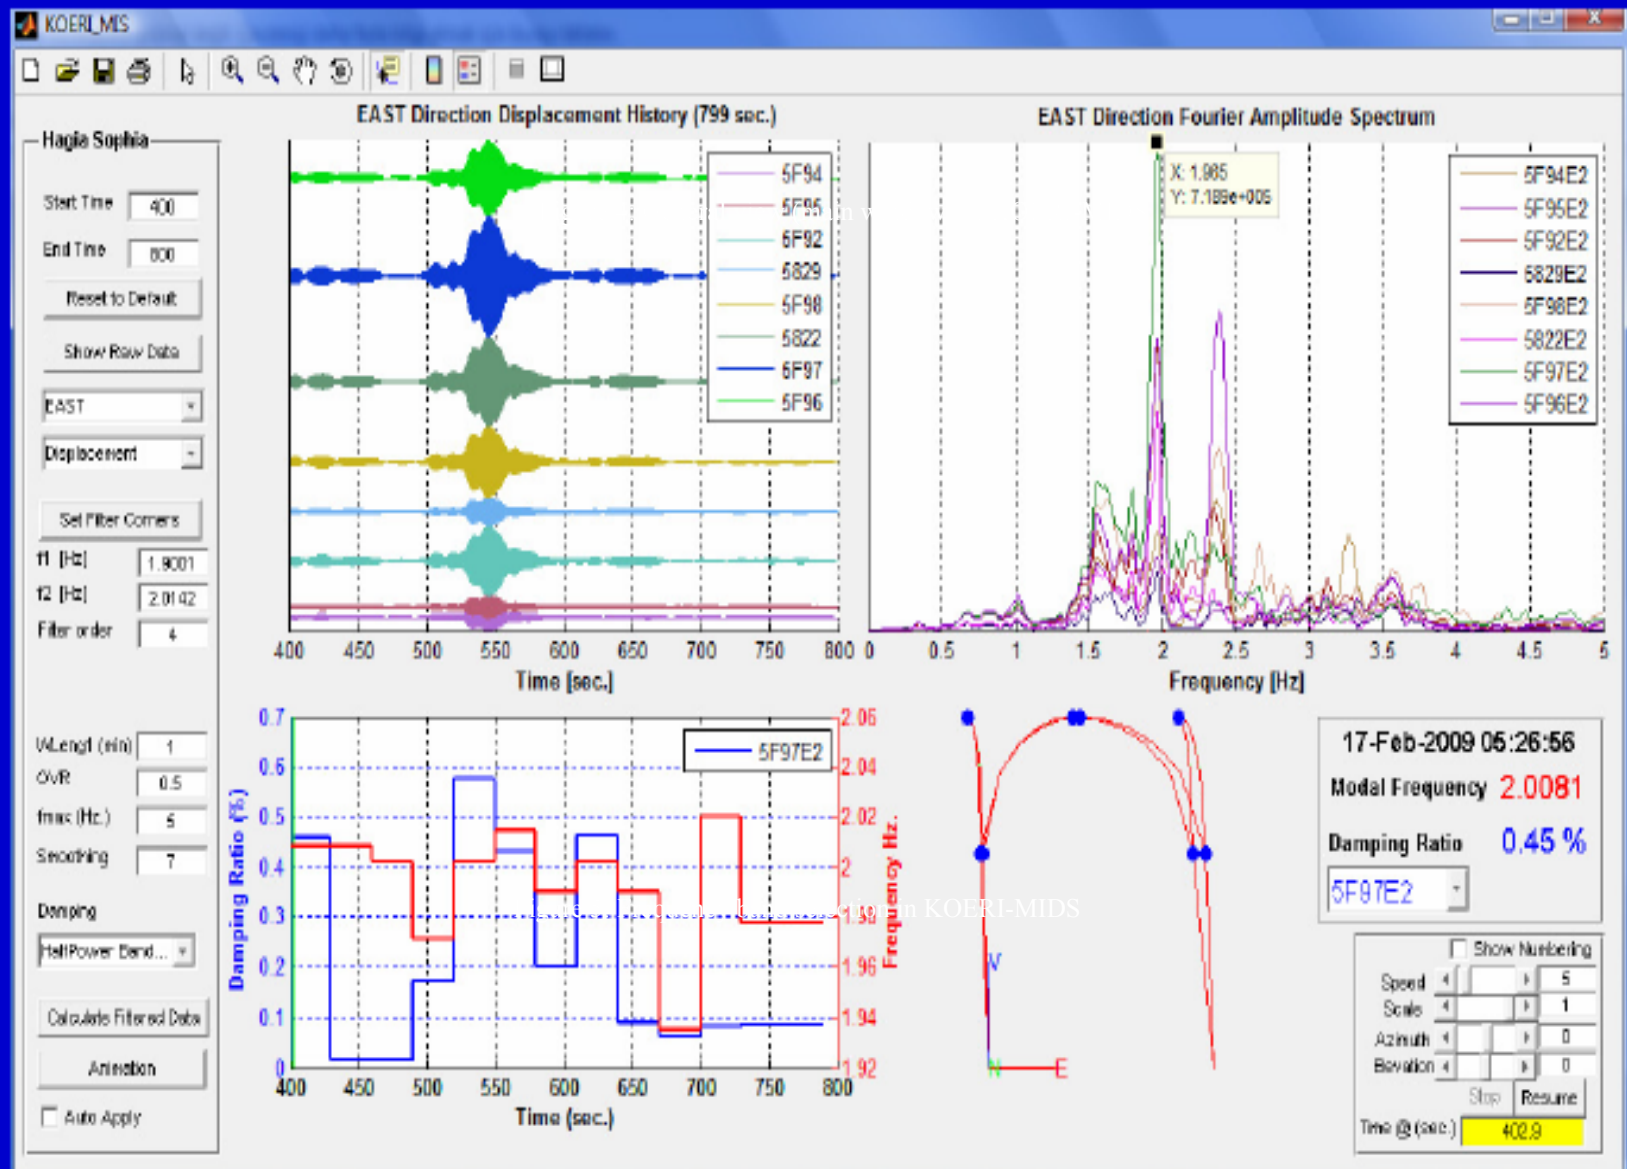 KOERI_MIS
EAST Direction Displacement History (799 sec.)
EAST Direction Fourier Amplitude Spectrum
Hagia Sophia
Start Time 400
End Time 800
Reset to Default
Show Raw Data
EAST
Displacement
Set Filter Corners
f1 [Hz] 1.9001
f2 [Hz] 2.0142
Filter order 4
5F94
5F95
5F92
5829
5F98
5822
5F97
5F96
400 450 500 550 600 650 700 750 800
Time [sec.]
X: 1.965
Y: 7.189e+005
5F94E2
5F95E2
5F92E2
5829E2
5F98E2
5822E2
5F97E2
5F96E2
0 0.5 1 1.5 2 2.5 3 3.5 4 4.5 5
Frequency [Hz]
WLengt (min) 1
OVR 0.5
fmax (Hz.) 5
Smoothing 7
Damping
HalfPower Band...
Calculate Filtered Data
Animation
Auto Apply
Damping Ratio (%)
0.7
0.6
0.5
0.4
0.3
0.2
0.1
0
5F97E2
2.06
2.04
2.02
2
1.98
1.96
1.94
1.92
Frequency Hz.
400 450 500 550 600 650 700 750 800
Time (sec.)
in KOERI-MIDS
V
N E
17-Feb-2009 05:26:56
Modal Frequency 2.0081
Damping Ratio 0.45 %
5F97E2
Show Numbering
Speed 5
Scale 1
Azimuth 0
Elevation 0
Stop Resume
Time @ (sec.) 402.9